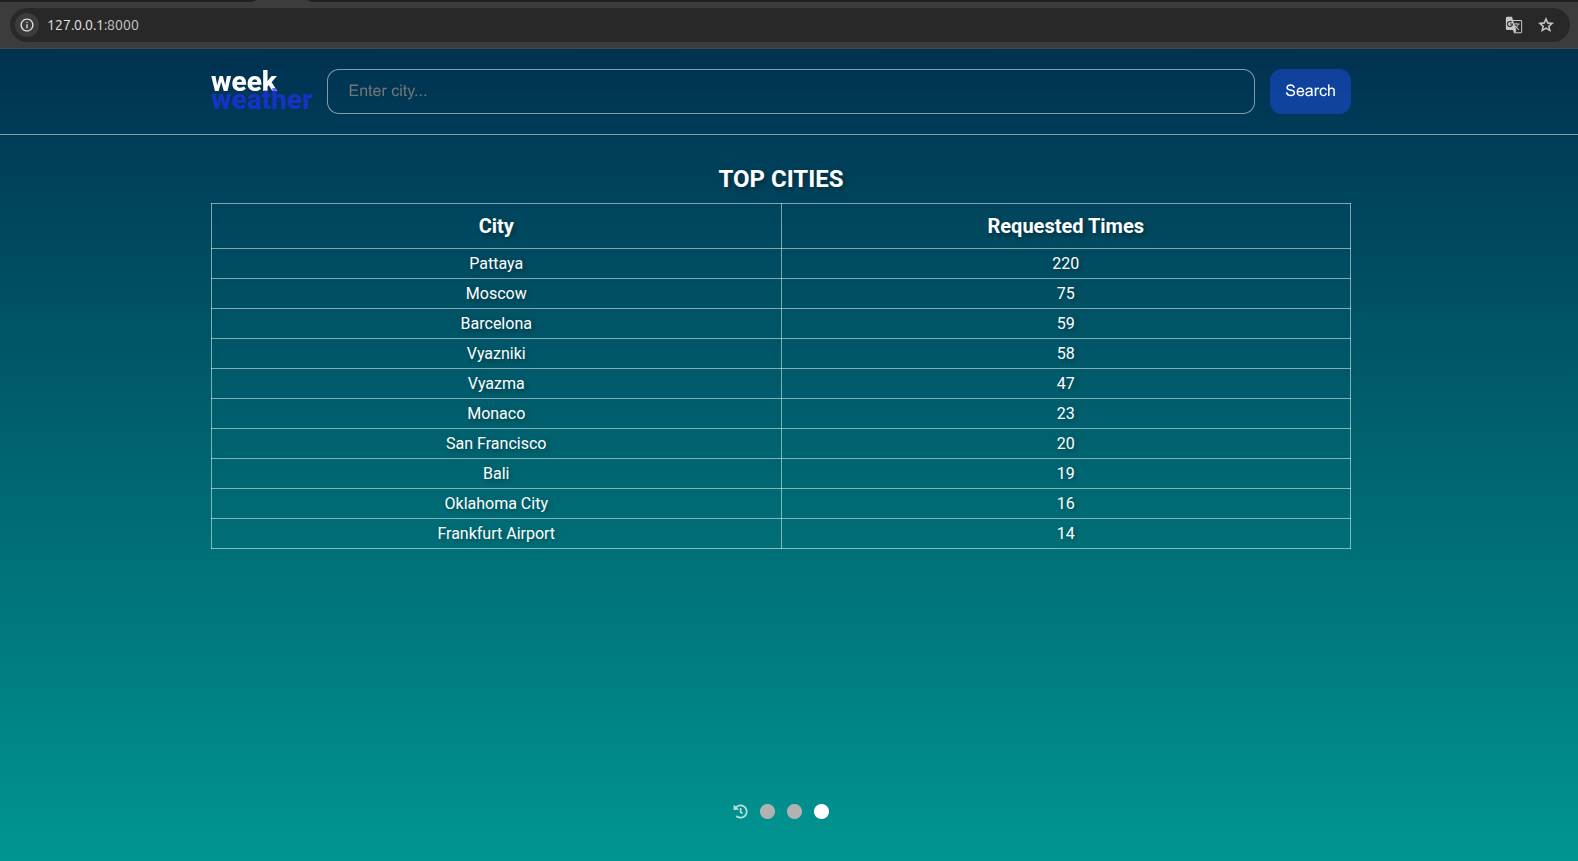 127.0.0.1:8000
week
weather
Enter city...
Search
TOP CITIES
City Requested Times
Pattaya 220
Moscow 75
Barcelona 59
Vyazniki 58
Vyazma 47
Monaco 23
San Francisco 20
Bali 19
Oklahoma City 16
Frankfurt Airport 14